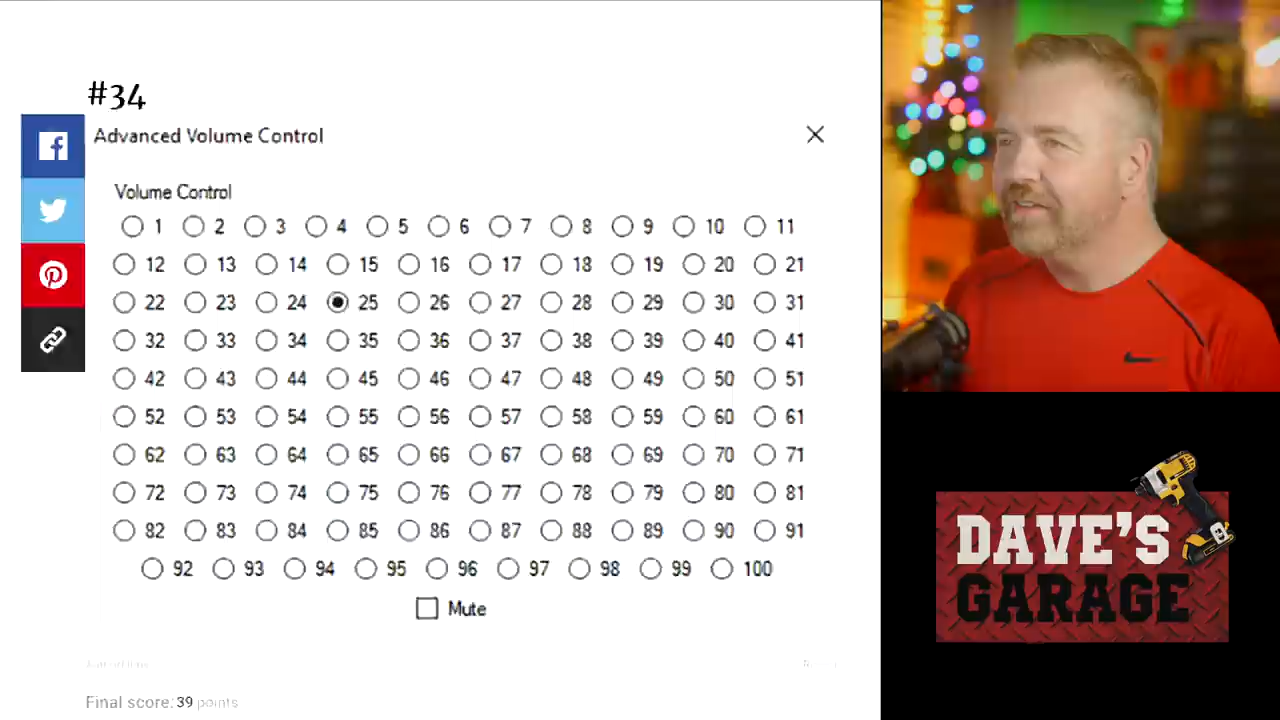 #34
Advanced Volume Control
Volume Control
1 2 3 4 5 6 7 8 9 10 11
12 13 14 15 16 17 18 19 20 21
22 23 24 25 26 27 28 29 30 31
32 33 34 35 36 37 38 39 40 41
42 43 44 45 46 47 48 49 50 51
52 53 54 55 56 57 58 59 60 61
62 63 64 65 66 67 68 69 70 71
72 73 74 75 76 77 78 79 80 81
82 83 84 85 86 87 88 89 90 91
92 93 94 95 96 97 98 99 100
Mute
Final score: 39 points
DAVE'S
GARAGE